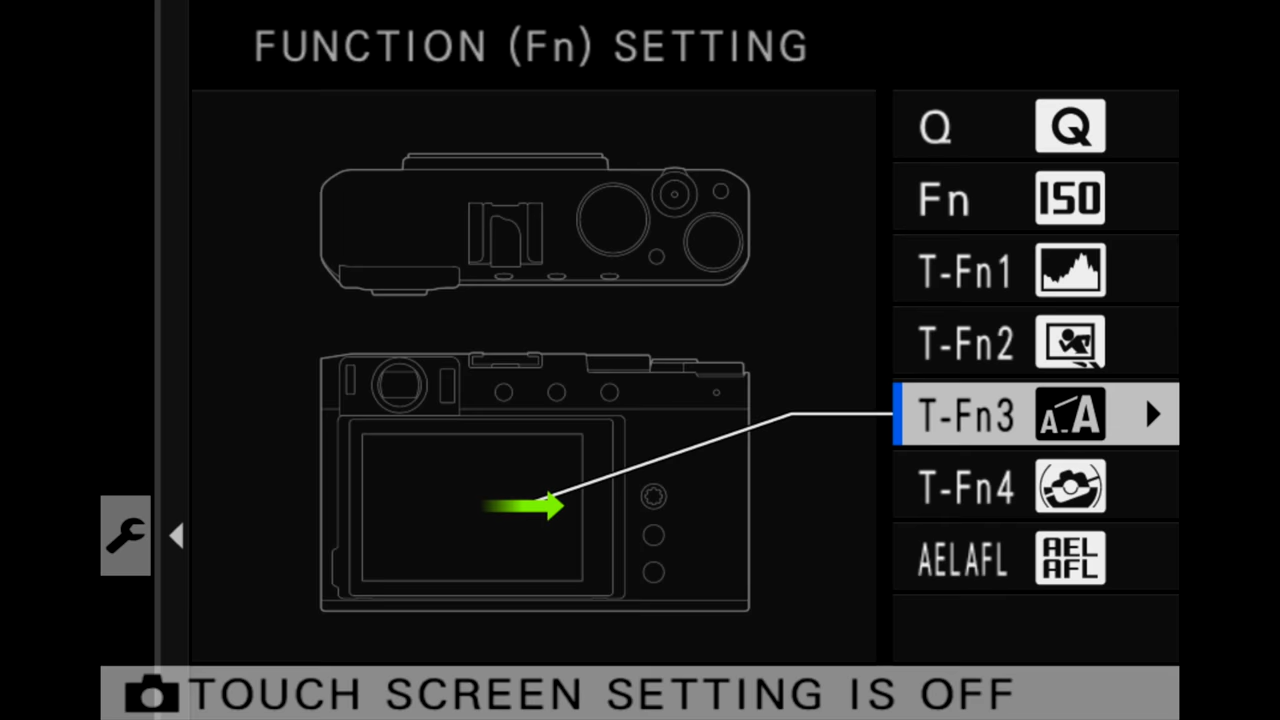 FUNCTION (Fn) SETTING
Q Q
Fn ISO
T-Fn1
T-Fn2
T-Fn3 A A
T-Fn4
AELAFL AEL
AFL
TOUCH SCREEN SETTING IS OFF